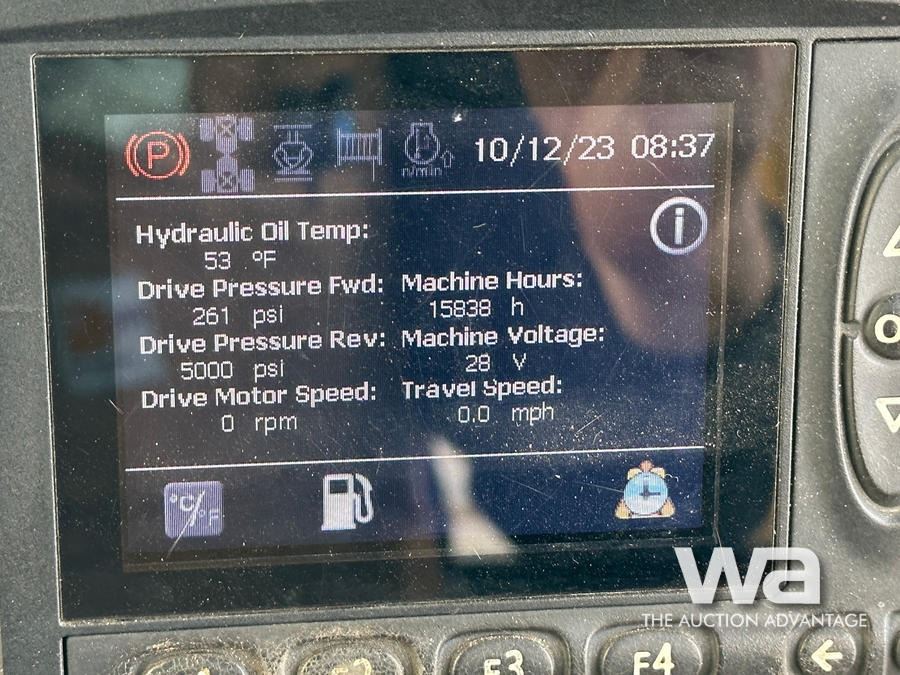 P
n/min
10/12/23 08:37
i
Hydraulic Oil Temp:
53 ºF
Drive Pressure Fwd:
261 psi
Machine Hours:
15838 h
Drive Pressure Rev:
5000 psi
Machine Voltage:
28 V
Drive Motor Speed:
0 rpm
Travel Speed:
0.0 mph
°C/°F
wa
THE AUCTION ADVANTAGE
F2 F3 F4